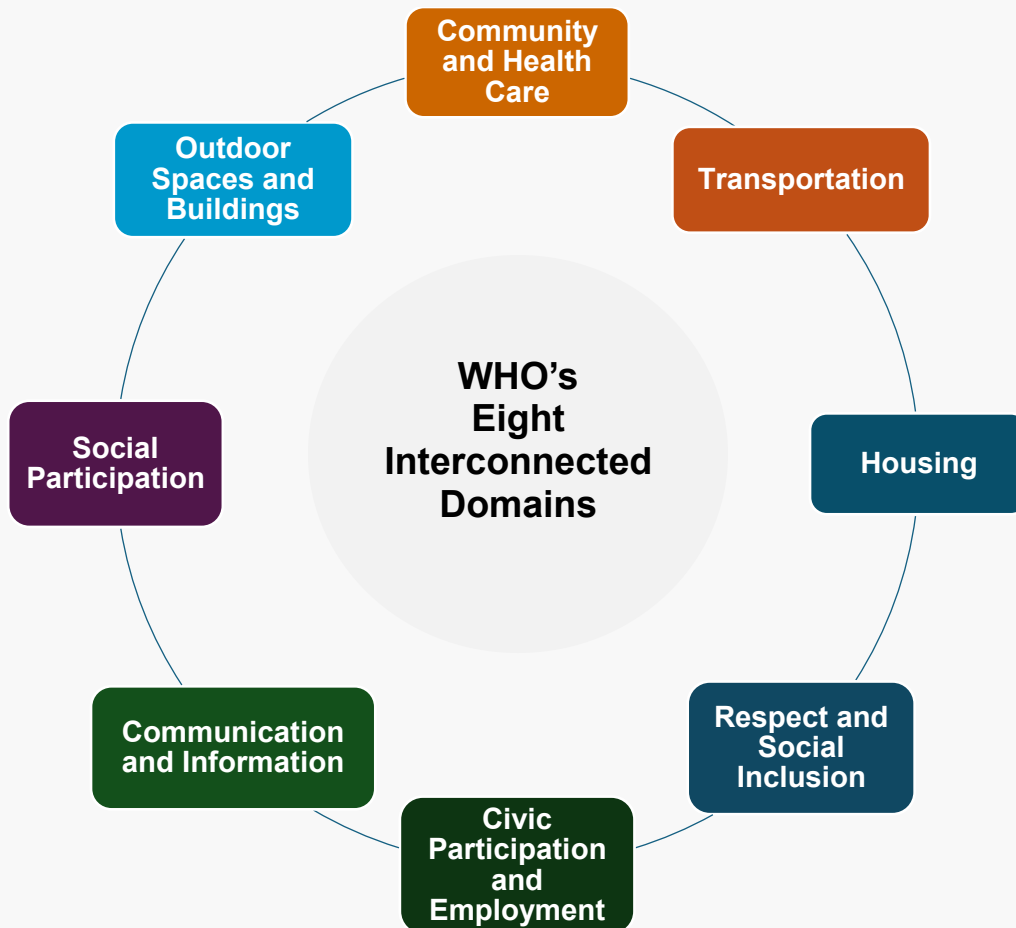 Community
and Health
Care
Transportation
Housing
Respect and
Social
Inclusion
Civic
Participation
and
Employment
Communication
and Information
Social
Participation
Outdoor
Spaces and
Buildings
WHO’s
Eight
Interconnected
Domains